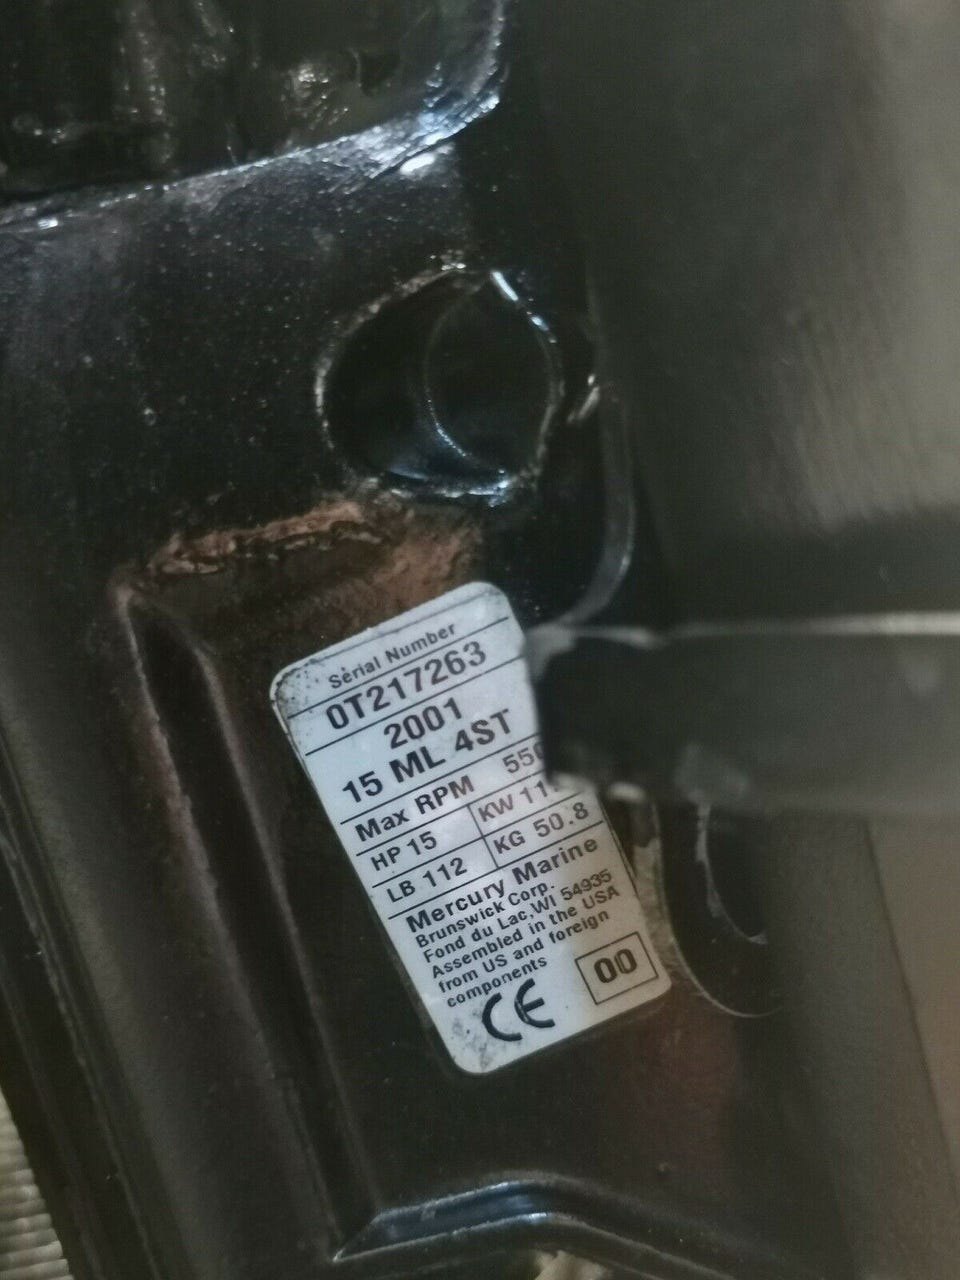 Serial Number
0T217263
2001
15 ML 4ST
Max RPM
HP 15 KW
LB 112 KG 50.8
Mercury Marine
Brunswick Corp.
Fond du Lac,WI 54935
Assembled in the USA
from US and foreign
components
00
CE